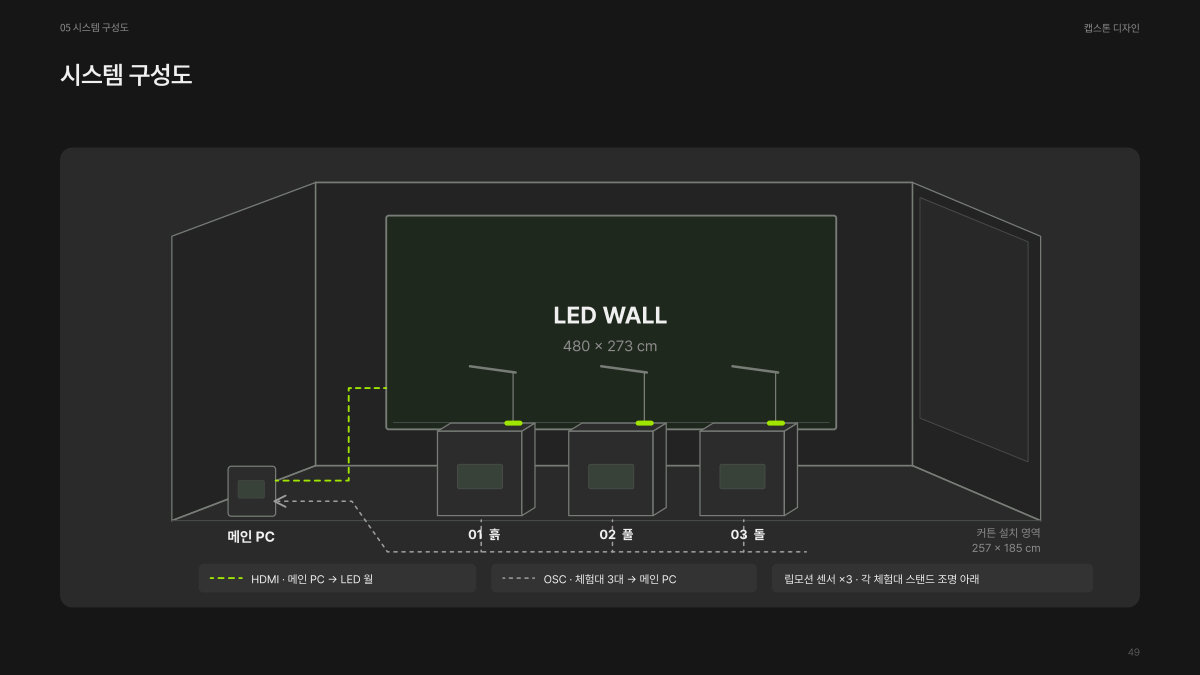 05 시스템 구성도
캡스톤 디자인
시스템 구성도
LED WALL
480 × 273 cm
메인 PC
01 흙
02 풀
03 돌
커튼 설치 영역
257 × 185 cm
HDMI · 메인 PC → LED 월
OSC · 체험대 3대 → 메인 PC
립모션 센서 ×3 · 각 체험대 스탠드 조명 아래
49